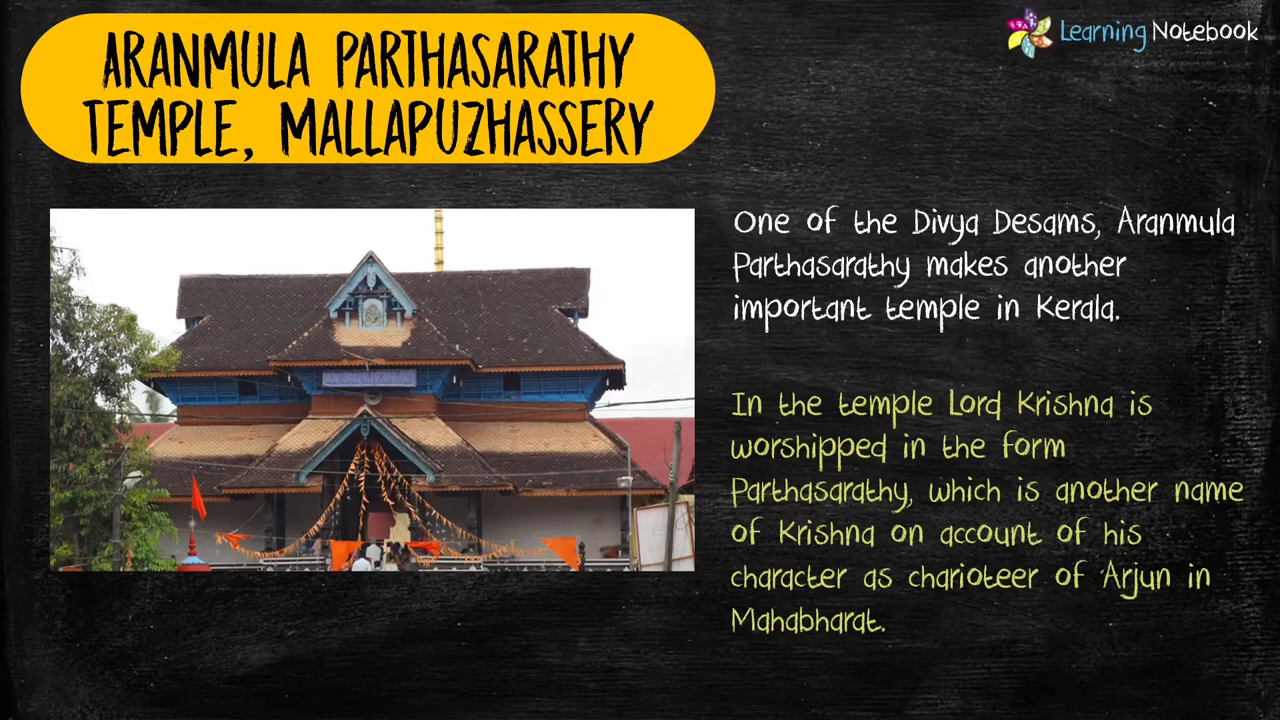 ARANMULA PARTHASARATHY
TEMPLE, MALLAPUZHASSERY
Learning Notebook
One of the Divya Desams, Aranmula
Parthasarathy makes another
important temple in Kerala.
In the temple Lord Krishna is
worshipped in the form
Parthasarathy, which is another name
of Krishna on account of his
character as charioteer of Arjun in
Mahabharat.